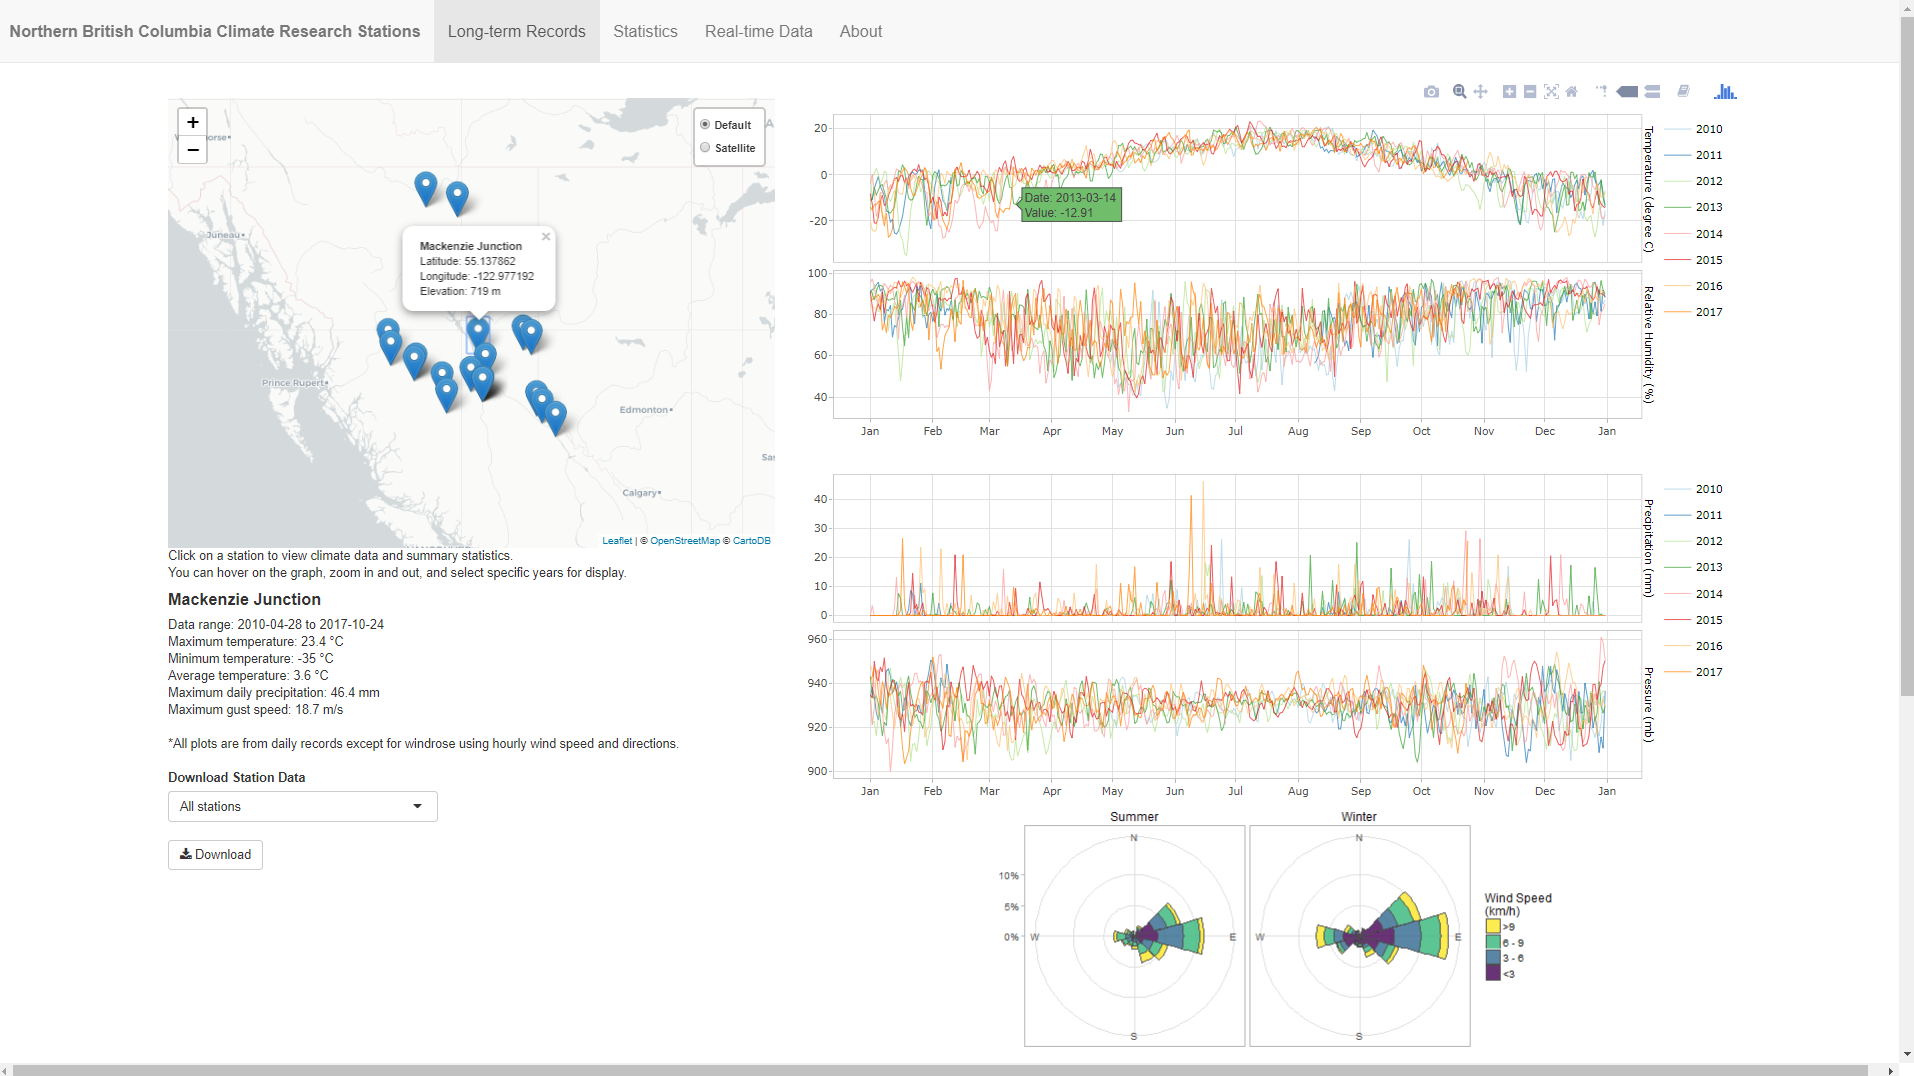 Northern British Columbia Climate Research Stations
Long-term Records
Statistics
Real-time Data
About
+
−
Default
Satellite
Juneau
Mackenzie Junction
Latitude: 55.137862
Longitude: -122.977192
Elevation: 719 m
×
Prince Rupert
Edmonton
Calgary
Leaflet | © OpenStreetMap © CartoDB
Click on a station to view climate data and summary statistics.
You can hover on the graph, zoom in and out, and select specific years for display.
Mackenzie Junction
Data range: 2010-04-28 to 2017-10-24
Maximum temperature: 23.4 °C
Minimum temperature: -35 °C
Average temperature: 3.6 °C
Maximum daily precipitation: 46.4 mm
Maximum gust speed: 18.7 m/s
*All plots are from daily records except for windrose using hourly wind speed and directions.
Download Station Data
All stations
Download
20
0
-20
Date: 2013-03-14
Value: -12.91
Temperature (degree C)
100
80
60
40
Relative Humidity (%)
Jan Feb Mar Apr May Jun Jul Aug Sep Oct Nov Dec Jan
2010
2011
2012
2013
2014
2015
2016
2017
40
30
20
10
0
Precipitation (mm)
960
940
920
900
Pressure (mb)
Jan Feb Mar Apr May Jun Jul Aug Sep Oct Nov Dec Jan
2010
2011
2012
2013
2014
2015
2016
2017
Summer
N
10%
5%
0%
W
E
S
Winter
N
W
E
S
Wind Speed
(km/h)
>9
6 - 9
3 - 6
<3